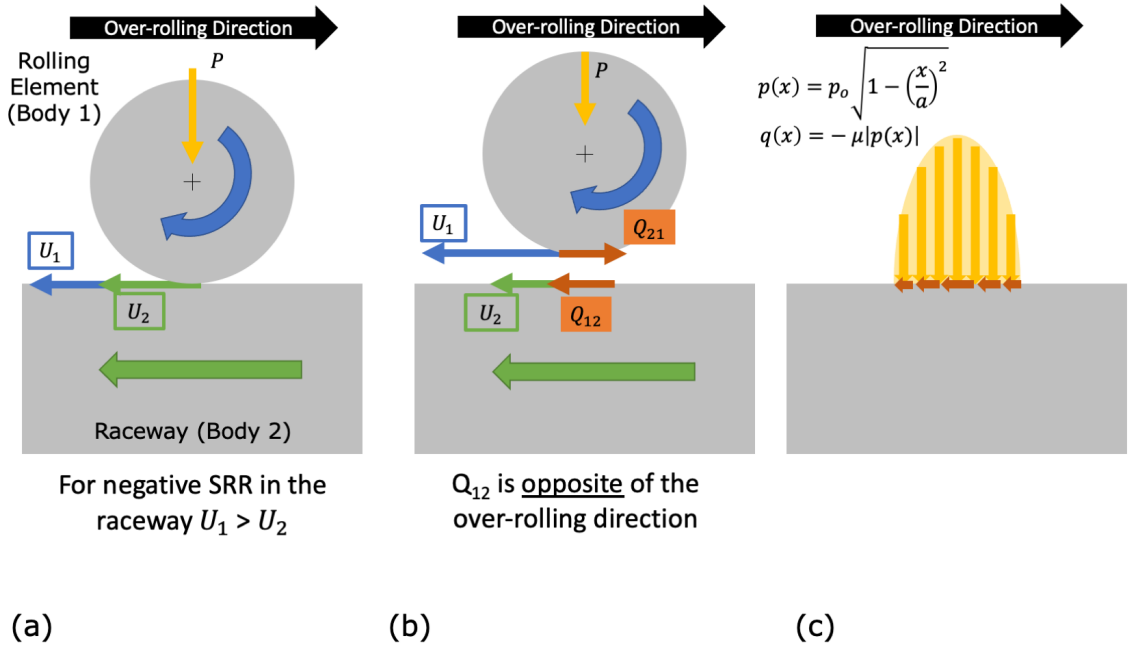 Over-rolling Direction
Rolling
Element
(Body 1)
P
U₁
U₂
Raceway (Body 2)
For negative SRR in the
raceway U₁ > U₂
(a)
Over-rolling Direction
P
U₁
Q₂₁
U₂
Q₁₂
Q₁₂ is opposite of the
over-rolling direction
(b)
Over-rolling Direction
p(x) = pₒ√(1 − (x/a)²)
q(x) = − μ|p(x)|
(c)